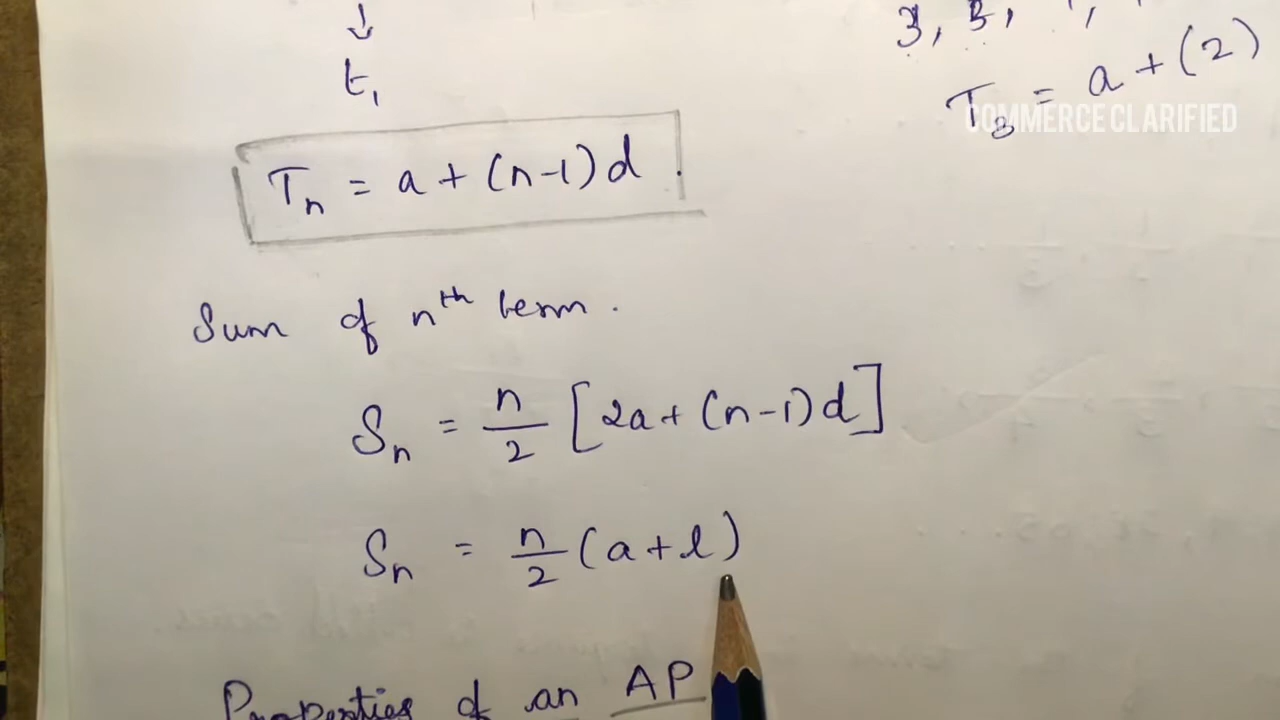 t₁
3, 5,
T₃ = a + (2)
COMMERCE CLARIFIED
Tₙ = a + (n-1)d.
Sum of nᵗʰ term.
Sₙ = n/2 [2a + (n-1)d]
Sₙ = n/2 (a + l)
Properties of an AP